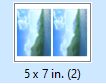 5 x 7 in. (2)